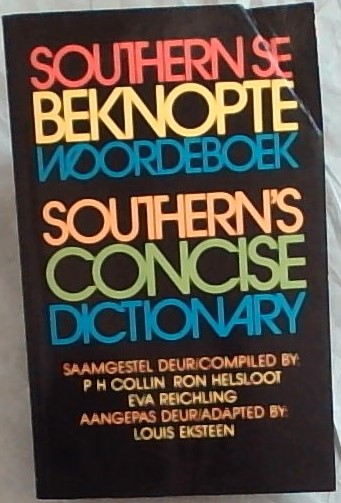 SOUTHERN SE
BEKNOPTE
WOORDEBOEK
SOUTHERN'S
CONCISE
DICTIONARY
SAAMGESTEL DEUR/COMPILED BY:
P H COLLIN RON HELSLOOT
EVA REICHLING
AANGEPAS DEUR/ADAPTED BY:
LOUIS EKSTEEN